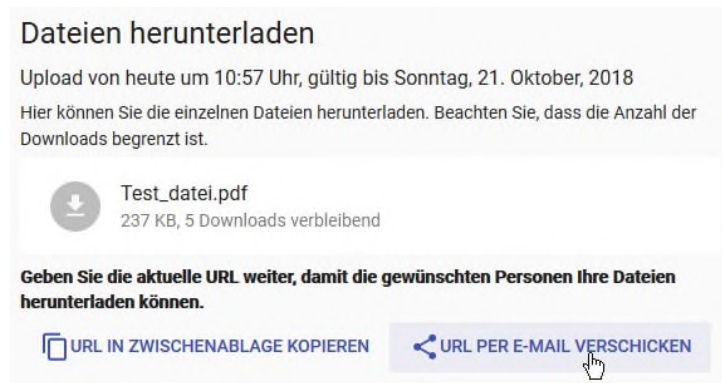 Dateien herunterladen
Upload von heute um 10:57 Uhr, gültig bis Sonntag, 21. Oktober, 2018
Hier können Sie die einzelnen Dateien herunterladen. Beachten Sie, dass die Anzahl der
Downloads begrenzt ist.
Test_datei.pdf
237 KB, 5 Downloads verbleibend
Geben Sie die aktuelle URL weiter, damit die gewünschten Personen Ihre Dateien
herunterladen können.
URL IN ZWISCHENABLAGE KOPIEREN URL PER E-MAIL VERSCHICKEN